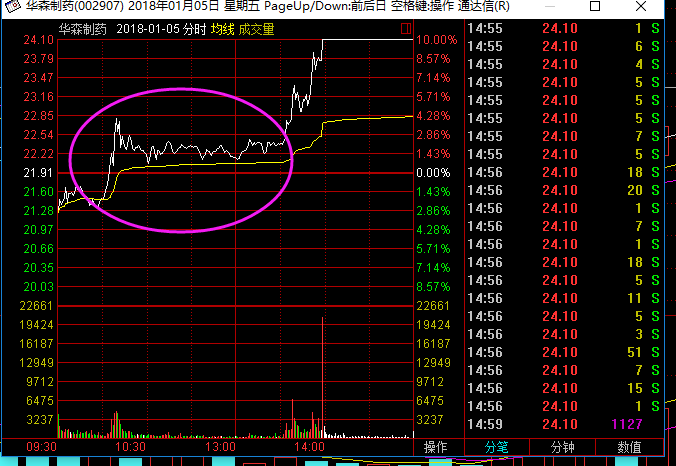 华森制药(002907) 2018年01月05日 星期五 PageUp/Down:前后日 空格键:操作 通达信(R)
华森制药 2018-01-05 分时 均线 成交量
24.10 10.00%
23.79 8.57%
23.47 7.14%
23.16 5.71%
22.85 4.28%
22.54 2.86%
22.22 1.43%
21.91 0.00%
21.60 1.43%
21.28 2.86%
20.97 4.28%
20.66 5.71%
20.35 7.14%
20.03 8.57%
22661 22661
19424 19424
16187 16187
12949 12949
9712 9712
6475 6475
3237 3237
09:30 10:30 13:00 14:00
14:55 24.10 1 S
14:55 24.10 6 S
14:55 24.10 4 S
14:55 24.10 5 S
14:55 24.10 5 S
14:55 24.10 5 S
14:55 24.10 7 S
14:55 24.10 5 S
14:56 24.10 18 S
14:56 24.10 20 S
14:56 24.10 1 S
14:56 24.10 7 S
14:56 24.10 1 S
14:56 24.10 18 S
14:56 24.10 5 S
14:56 24.10 11 S
14:56 24.10 5 S
14:56 24.10 3 S
14:56 24.10 51 S
14:56 24.10 7 S
14:56 24.10 15 S
14:56 24.10 1 S
14:59 24.10 1127
操作 分笔 分钟 数值